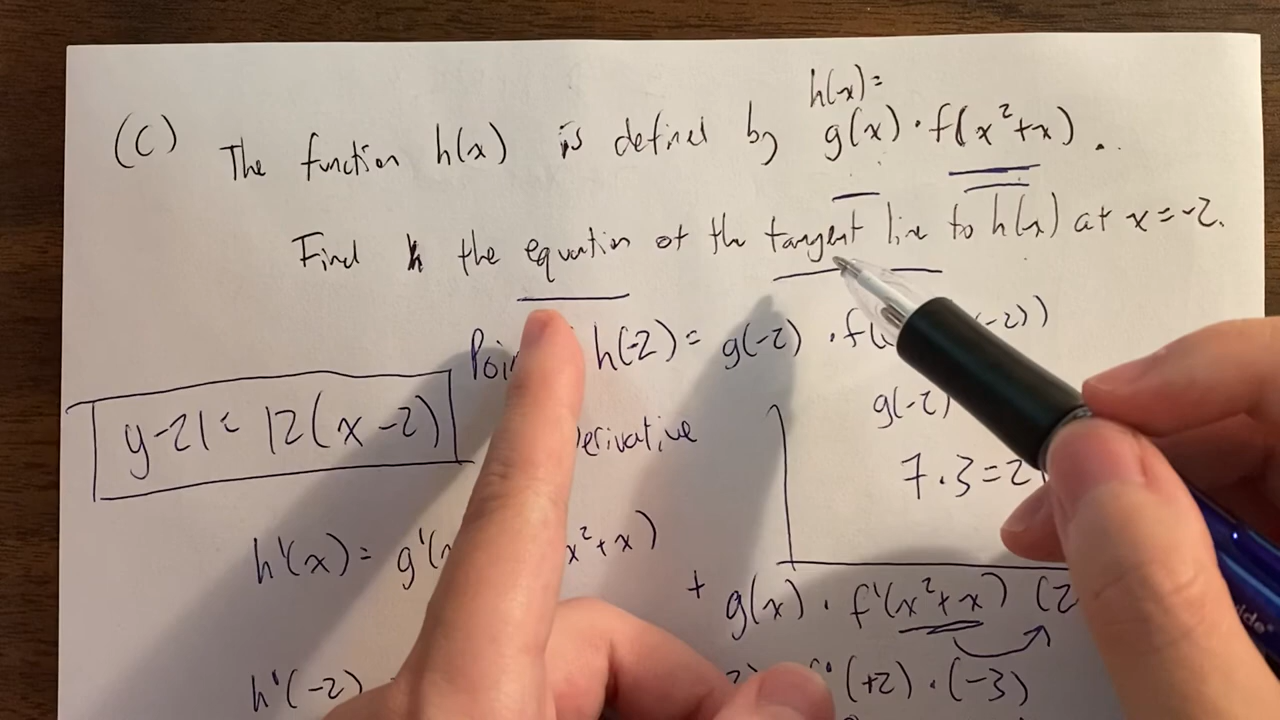 h(x)=
(C) The function h(x) is defined by g(x) · f(x²+x).
Find the equation of the tangent line to h(x) at x=-2.
h(-2)= g(-2) · f( (-2))
g(-2)
7·3=21
y-21= 12(x-2)
erivative
h'(x)= g'( x²+x)
+ g(x) · f'(x²+x) (2
h'(-2) (+2) · (-3)